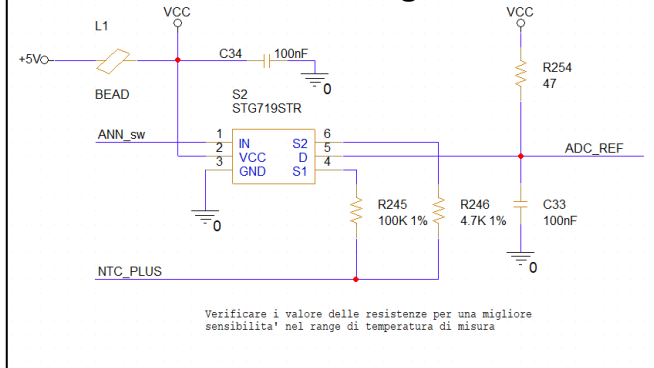 VCC
VCC
L1
+5V
C34
100nF
0
R254
47
BEAD
S2
STG719STR
ANN_sw
1
IN
S2
6
2
VCC
D
5
3
GND
S1
4
ADC_REF
R245
100K 1%
R246
4.7K 1%
C33
100nF
0
0
NTC_PLUS
Verificare i valore delle resistenze per una migliore
sensibilita' nel range di temperatura di misura